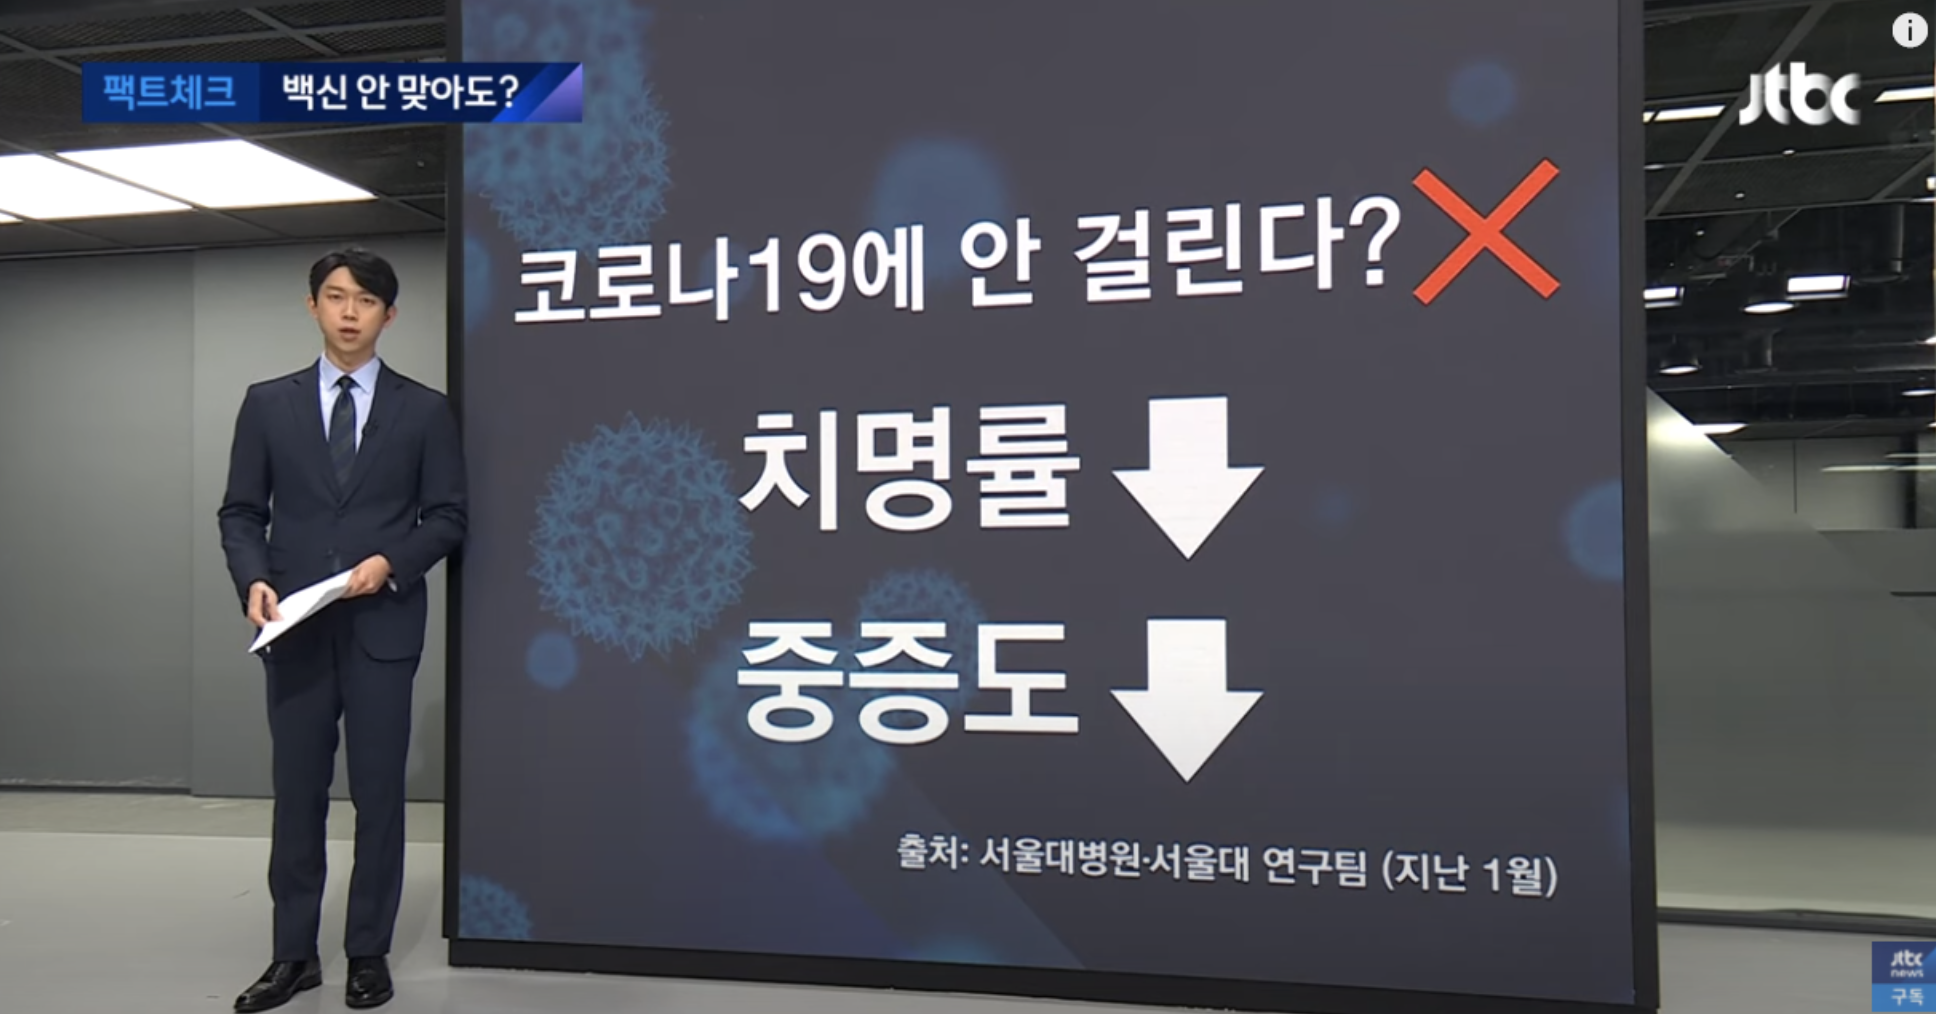 팩트체크 백신 안 맞아도?
jtbc
코로나19에 안 걸린다?
치명률
중증도
출처: 서울대병원·서울대 연구팀 (지난 1월)
jtbc
news
구독